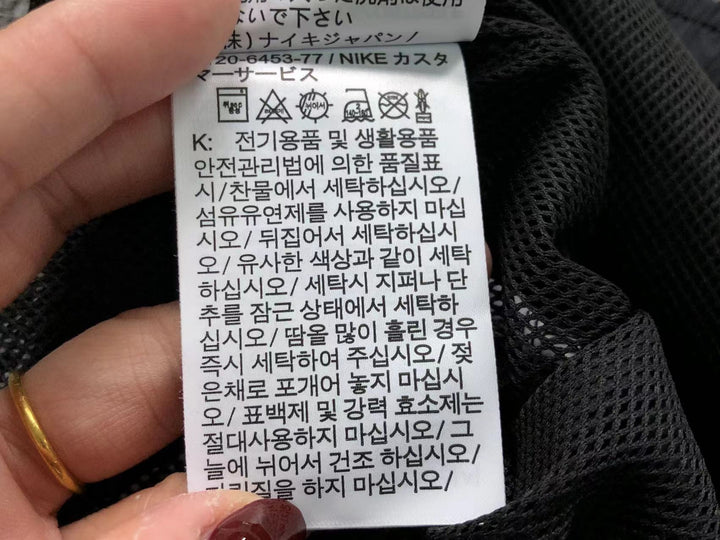 ないで下さい
ナイキジャパン/
20-6453-77 / NIKE カスタ
マーサービス
K: 전기용품 및 생활용품
안전관리법에 의한 품질표
시/찬물에서 세탁하십시오/
섬유유연제를 사용하지 마십
시오/ 뒤집어서 세탁하십시
오/ 유사한 색상과 같이 세탁
하십시오/ 세탁시 지퍼나 단
추를 잠근 상태에서 세탁하
십시오/ 땀올 많이 흘린 경우
즉시 세탁하여 주십시오/ 젖
은채로 포개어 놓지 마십시
오/ 표백제 및 강력 효소제는
절대사용하지 마십시오/ 그
늘에 뉘어서 건조 하십시오/
다림질을 하지 마십시오/